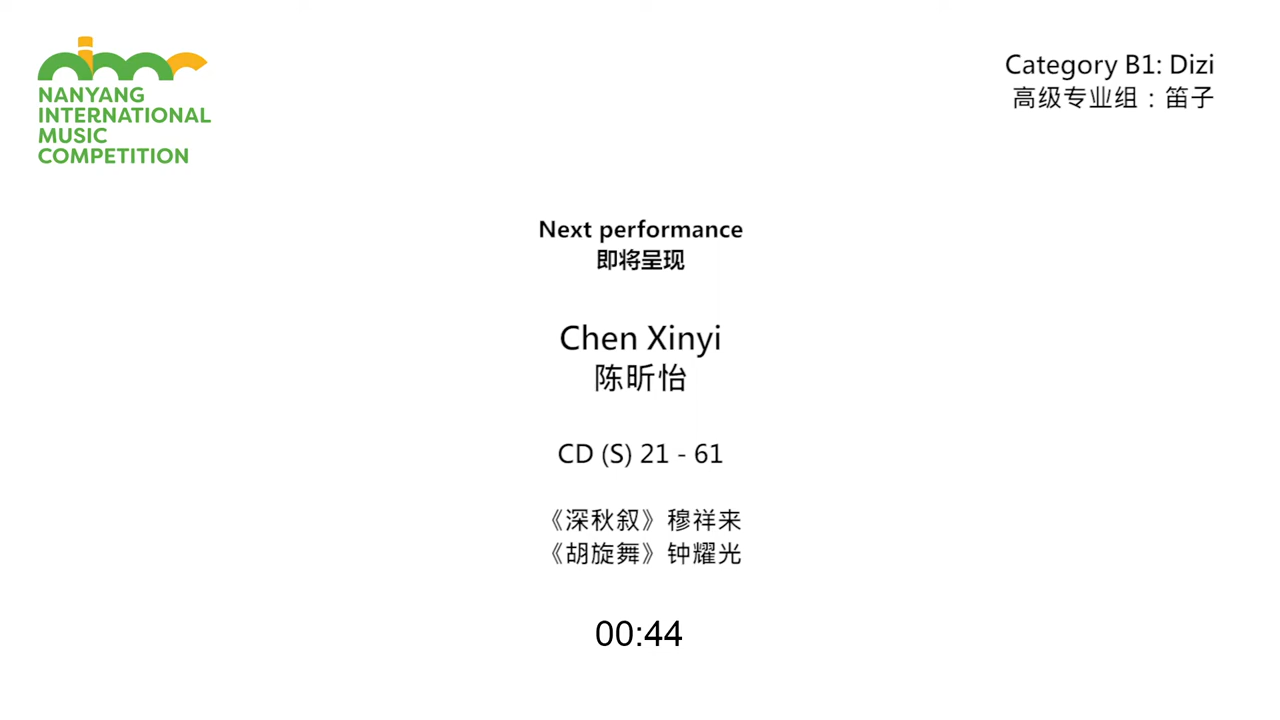 nimc
NANYANG
INTERNATIONAL
MUSIC
COMPETITION
Category B1: Dizi
高级专业组：笛子
Next performance
即将呈现
Chen Xinyi
陈昕怡
CD (S) 21 - 61
《深秋叙》穆祥来
《胡旋舞》钟耀光
00:44